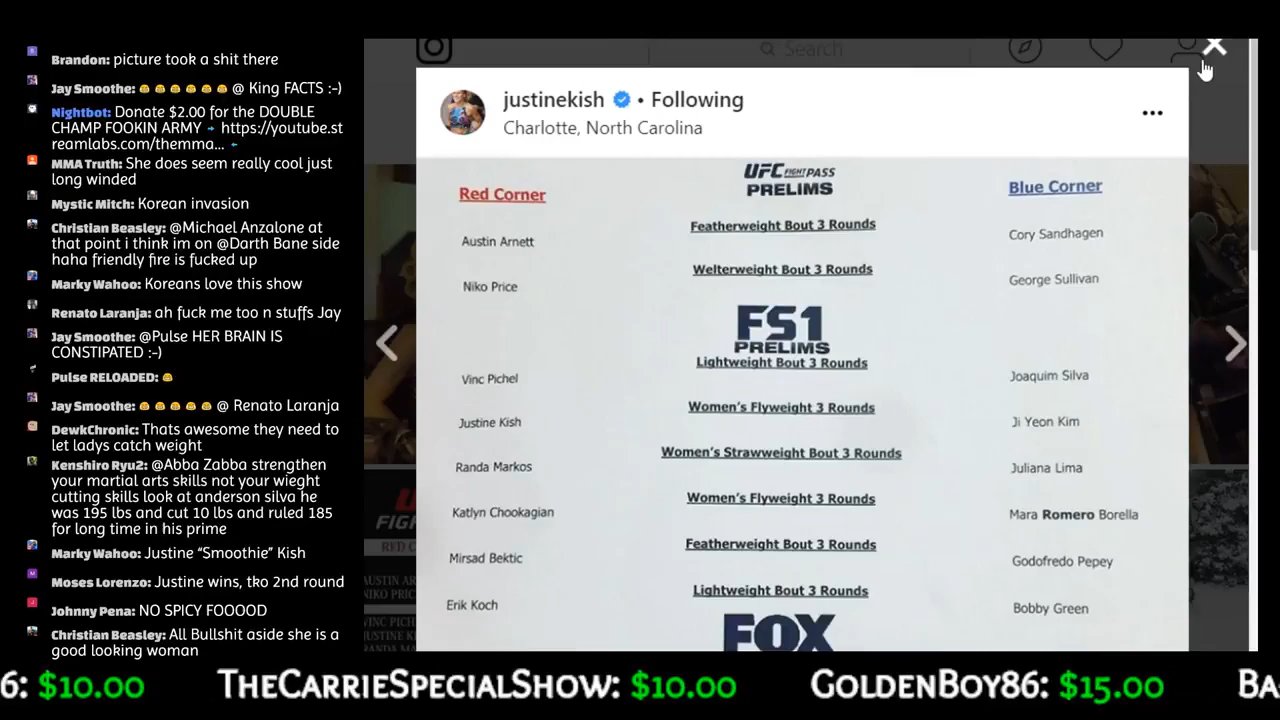 Brandon: picture took a shit there
Jay Smoothe: @ King FACTS :-)
Nightbot: Donate $2.00 for the DOUBLE
CHAMP FOOKIN ARMY → https://youtube.st
reamlabs.com/themma... ←
MMA Truth: She does seem really cool just
long winded
Mystic Mitch: Korean invasion
Christian Beasley: @Michael Anzalone at
that point i think im on @Darth Bane side
haha friendly fire is fucked up
Marky Wahoo: Koreans love this show
Renato Laranja: ah fuck me too n stuffs Jay
Jay Smoothe: @Pulse HER BRAIN IS
CONSTIPATED :-)
Pulse RELOADED:
Jay Smoothe: @ Renato Laranja
DewkChronic: Thats awesome they need to
let ladys catch weight
Kenshiro Ryu2: @Abba Zabba strengthen
your martial arts skills not your wieght
cutting skills look at anderson silva he
was 195 lbs and cut 10 lbs and ruled 185
for long time in his prime
Marky Wahoo: Justine “Smoothie” Kish
Moses Lorenzo: Justine wins, tko 2nd round
Johnny Pena: NO SPICY FOOOOD
Christian Beasley: All Bullshit aside she is a
good looking woman
Search
justinekish • Following
Charlotte, North Carolina
UFC FIGHT PASS
PRELIMS
Red Corner
Blue Corner
Featherweight Bout 3 Rounds
Austin Arnett
Cory Sandhagen
Welterweight Bout 3 Rounds
Niko Price
George Sullivan
FS1
PRELIMS
Lightweight Bout 3 Rounds
Vinc Pichel
Joaquim Silva
Women's Flyweight 3 Rounds
Justine Kish
Ji Yeon Kim
Women's Strawweight Bout 3 Rounds
Randa Markos
Juliana Lima
Women's Flyweight 3 Rounds
Katlyn Chookagian
Mara Romero Borella
Featherweight Bout 3 Rounds
Mirsad Bektic
Godofredo Pepey
Lightweight Bout 3 Rounds
Erik Koch
Bobby Green
FOX
6: $10.00 TheCarrieSpecialShow: $10.00 GoldenBoy86: $15.00 Ba